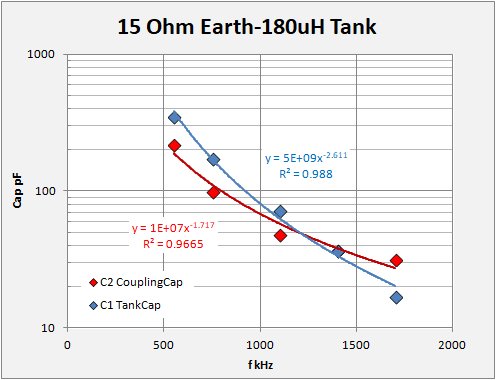 15 Ohm Earth-180uH Tank
1000
100
10
Cap pF
y = 5E+09x^-2.611
R² = 0.988
y = 1E+07x^-1.717
R² = 0.9665
C2 CouplingCap
C1 TankCap
0 500 1000 1500 2000
f kHz